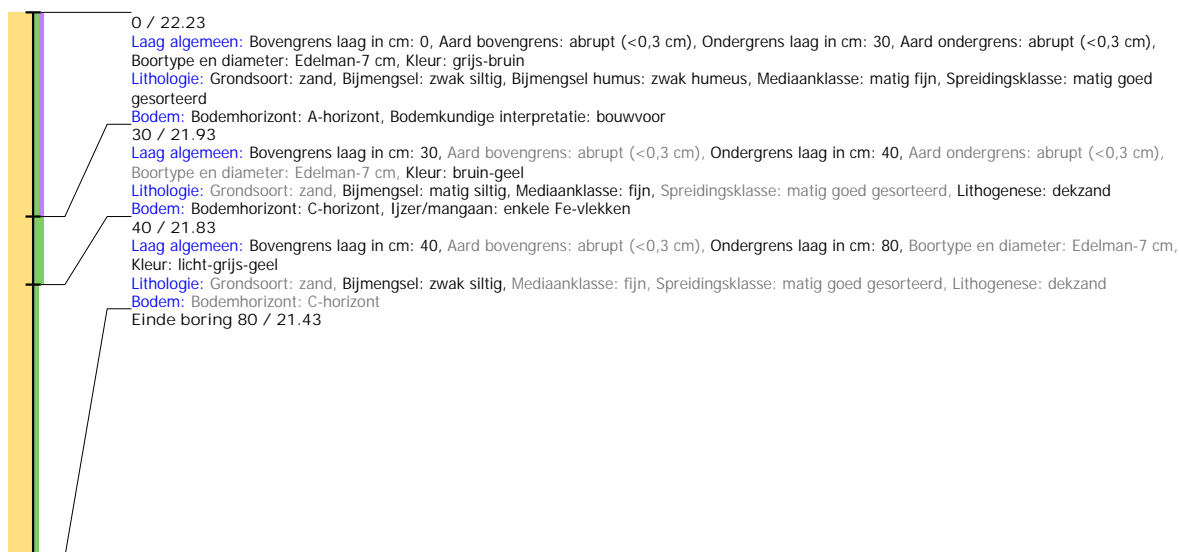 0 / 22.23
Laag algemeen: Bovengrens laag in cm: 0, Aard bovengrens: abrupt (<0,3 cm), Ondergrens laag in cm: 30, Aard ondergrens: abrupt (<0,3 cm),
Boortype en diameter: Edelman-7 cm, Kleur: grijs-bruin
Lithologie: Grondsoort: zand, Bijmengsel: zwak siltig, Bijmengsel humus: zwak humeus, Mediaanklasse: matig fijn, Spreidingsklasse: matig goed
gesorteerd
Bodem: Bodemhorizont: A-horizont, Bodemkundige interpretatie: bouwvoor
30 / 21.93
Laag algemeen: Bovengrens laag in cm: 30, Aard bovengrens: abrupt (<0,3 cm), Ondergrens laag in cm: 40, Aard ondergrens: abrupt (<0,3 cm),
Boortype en diameter: Edelman-7 cm, Kleur: bruin-geel
Lithologie: Grondsoort: zand, Bijmengsel: matig siltig, Mediaanklasse: fijn, Spreidingsklasse: matig goed gesorteerd, Lithogenese: dekzand
Bodem: Bodemhorizont: C-horizont, Ijzer/mangaan: enkele Fe-vlekken
40 / 21.83
Laag algemeen: Bovengrens laag in cm: 40, Aard bovengrens: abrupt (<0,3 cm), Ondergrens laag in cm: 80, Boortype en diameter: Edelman-7 cm,
Kleur: licht-grijs-geel
Lithologie: Grondsoort: zand, Bijmengsel: zwak siltig, Mediaanklasse: fijn, Spreidingsklasse: matig goed gesorteerd, Lithogenese: dekzand
Bodem: Bodemhorizont: C-horizont
Einde boring 80 / 21.43